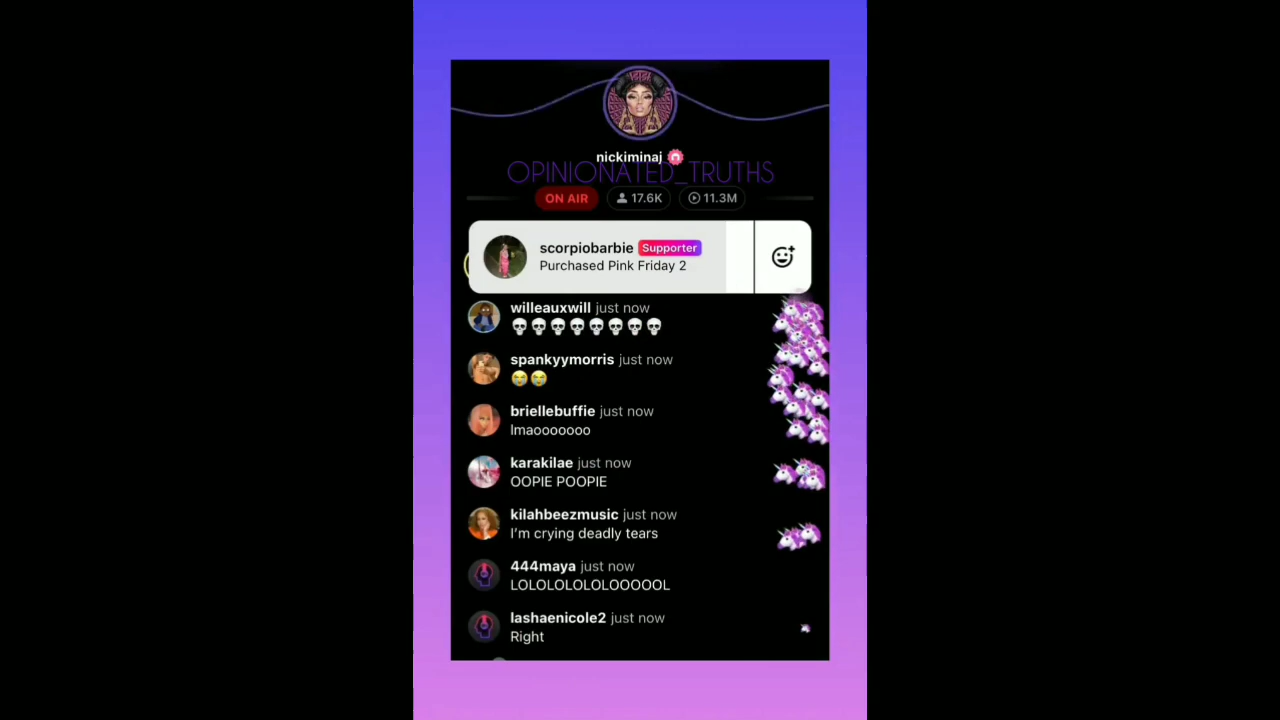 nickiminaj
OPINIONATED_TRUTHS
ON AIR 17.6K 11.3M
scorpiobarbie Supporter
Purchased Pink Friday 2
willeauxwill just now
💀💀💀💀💀💀💀💀
spankyymorris just now
😭😭
briellebuffie just now
lmaooooooo
karakilae just now
OOPIE POOPIE
kilahbeezmusic just now
I’m crying deadly tears
444maya just now
LOLOLOLOLOLOOOOOL
lashaenicole2 just now
Right